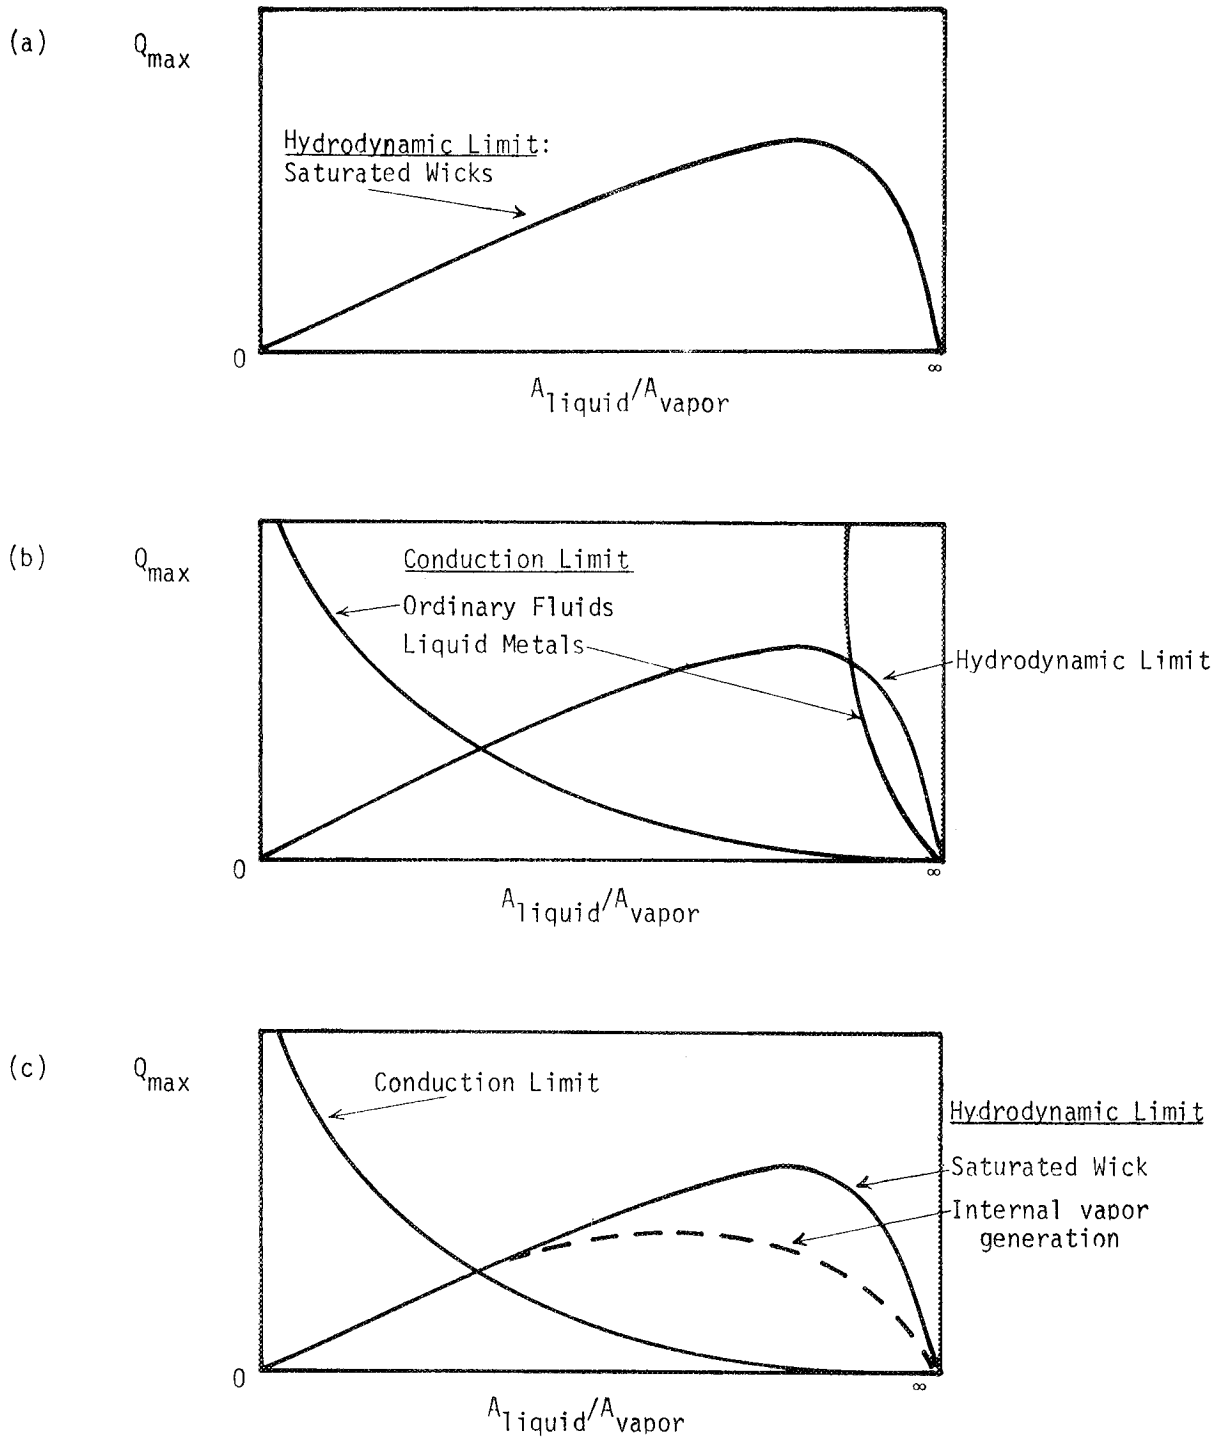 (a)
Qmax
Hydrodynamic Limit:
Saturated Wicks
0
∞
Aliquid/Avapor
(b)
Qmax
Conduction Limit
Ordinary Fluids
Liquid Metals
Hydrodynamic Limit
0
∞
Aliquid/Avapor
(c)
Qmax
Conduction Limit
Hydrodynamic Limit
Saturated Wick
Internal vapor
generation
0
∞
Aliquid/Avapor